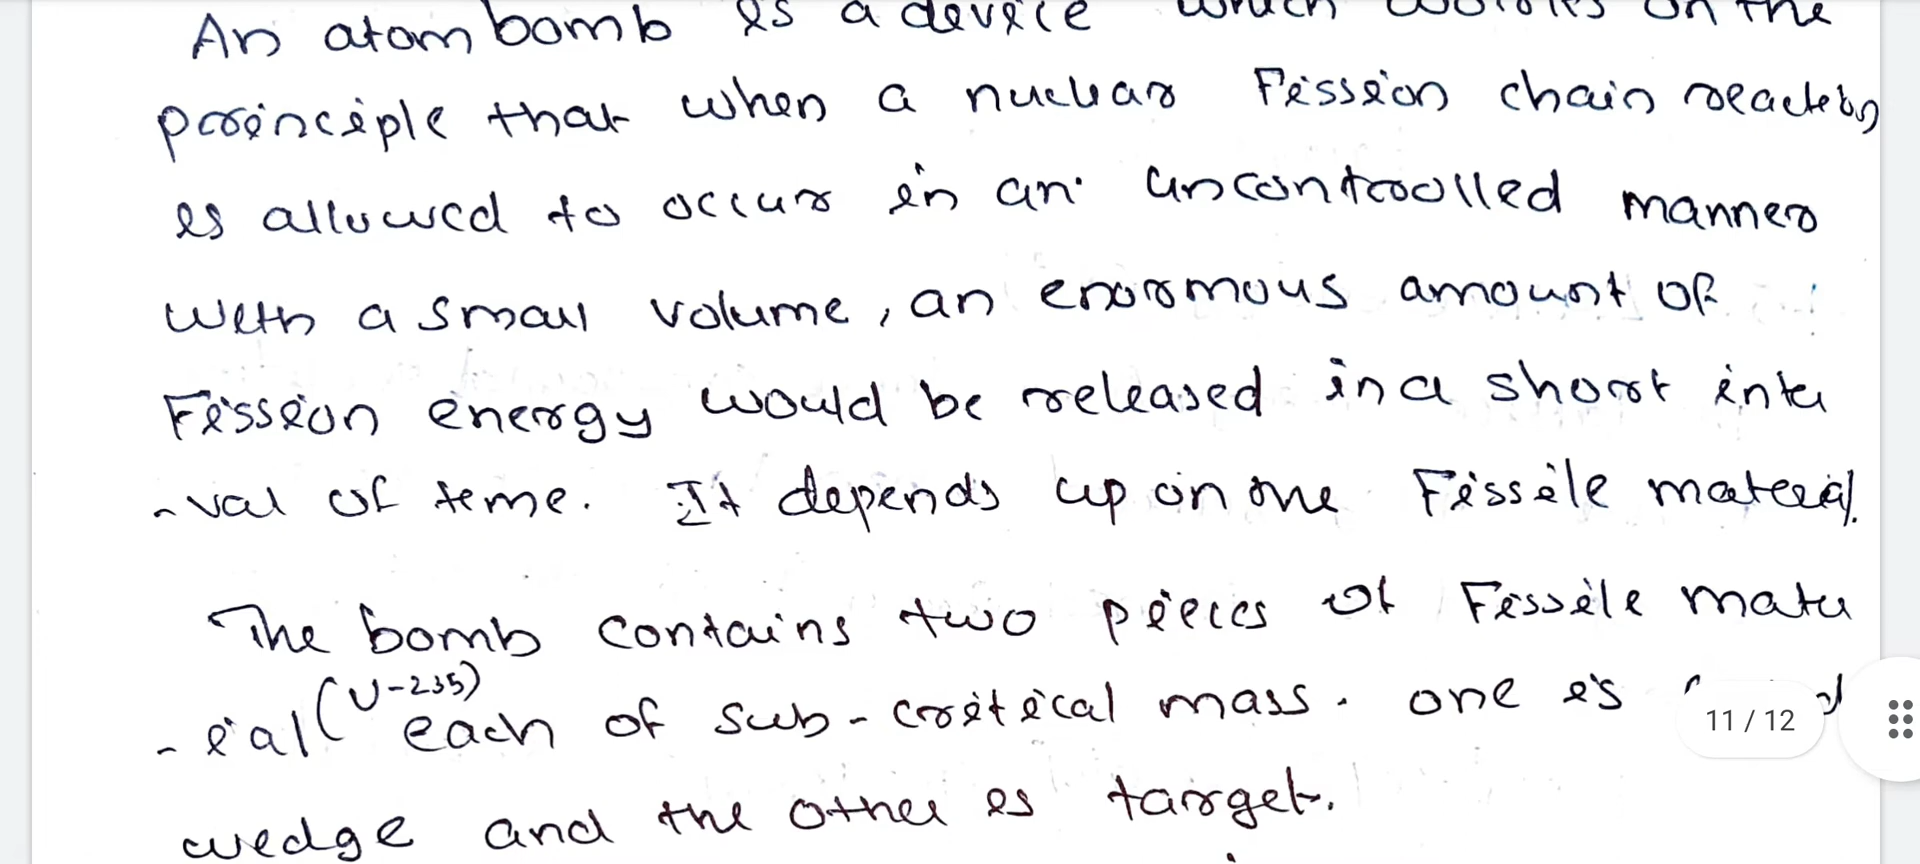 An atom bomb is a device which works on the
principle that when a nuclear Fission chain reaction
is allowed to occur in an uncontrolled manner
with a small volume, an enormous amount of
Fission energy would be released in a short inter
-val of time. It depends up on the Fissile material.
The bomb contains two pieces of Fissile mater
-ial (U-235) each of sub-critical mass. one is
11 / 12
wedge and the other is target.